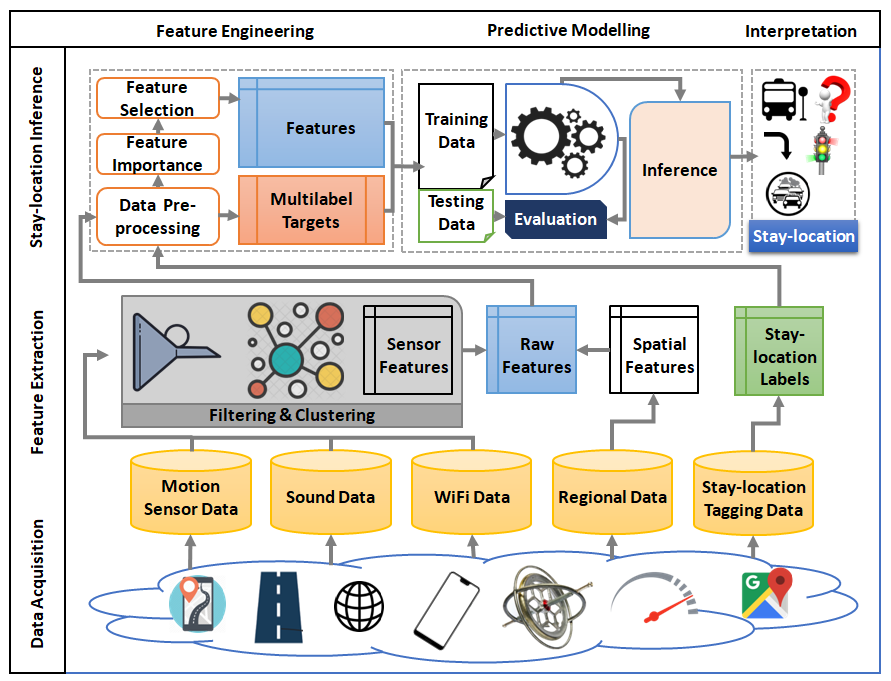 Feature Engineering
Predictive Modelling
Interpretation
Stay-location Inference
Feature
Selection
Feature
Importance
Data Pre-
processing
Features
Multilabel
Targets
Training
Data
Testing
Data
Evaluation
Inference
Stay-location
Feature Extraction
Sensor
Features
Filtering & Clustering
Raw
Features
Spatial
Features
Stay-
location
Labels
Data Acquisition
Motion
Sensor Data
Sound Data
WiFi Data
Regional Data
Stay-location
Tagging Data
G